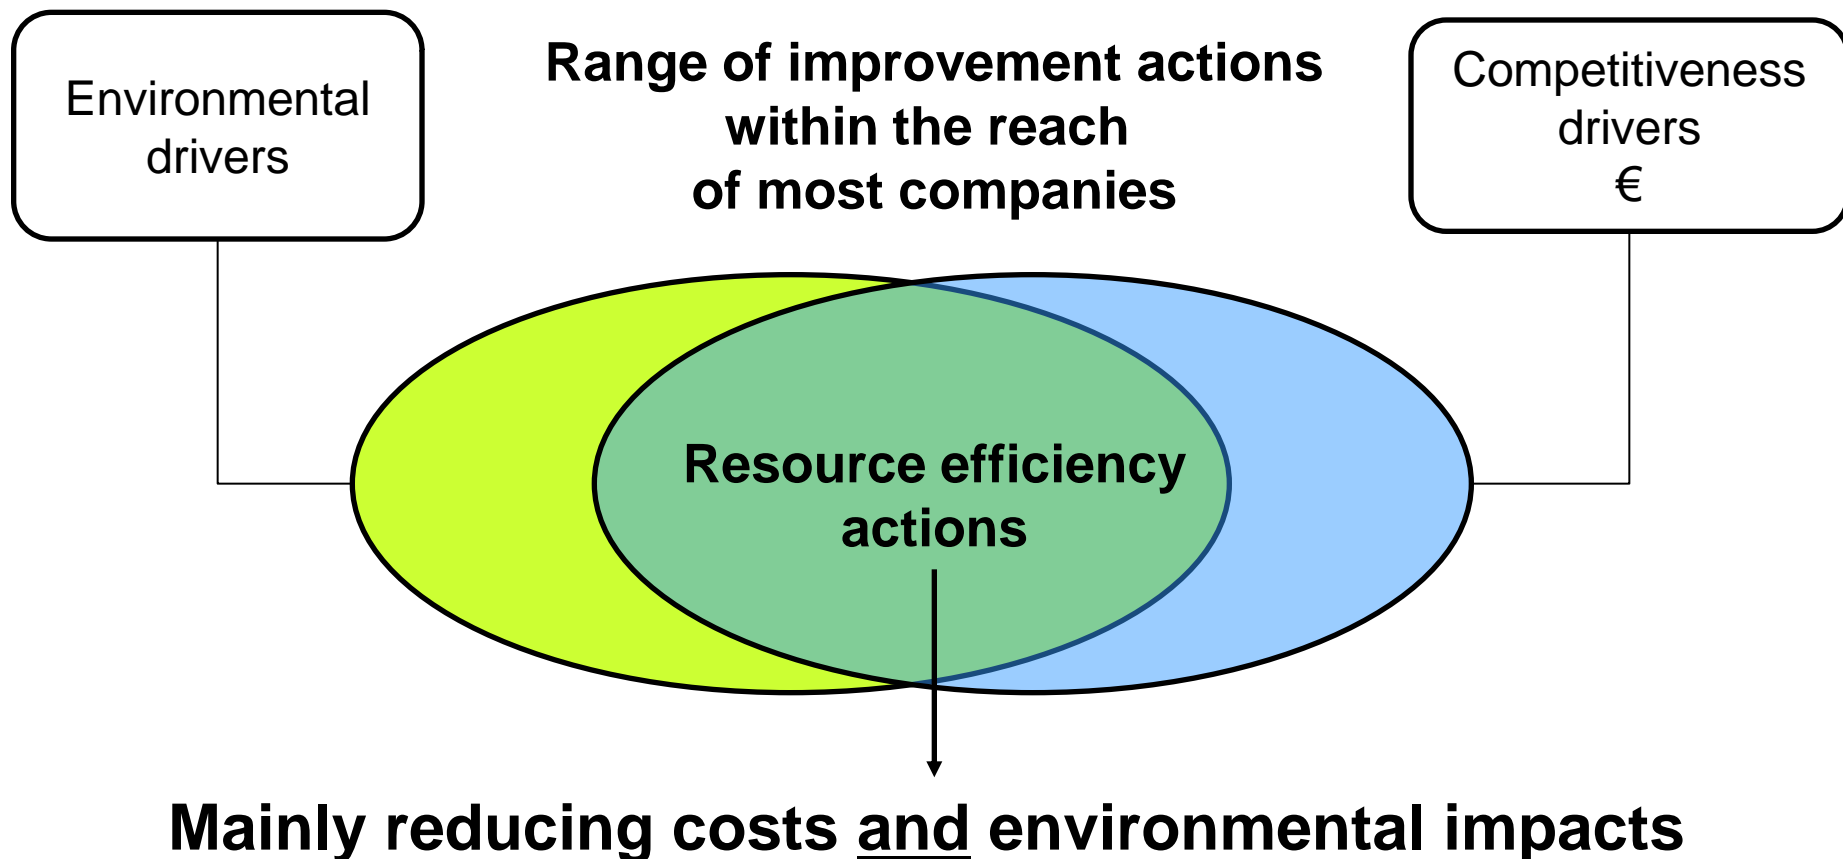 Environmental
drivers
Range of improvement actions
within the reach
of most companies
Competitiveness
drivers
€
Resource efficiency
actions
Mainly reducing costs and environmental impacts